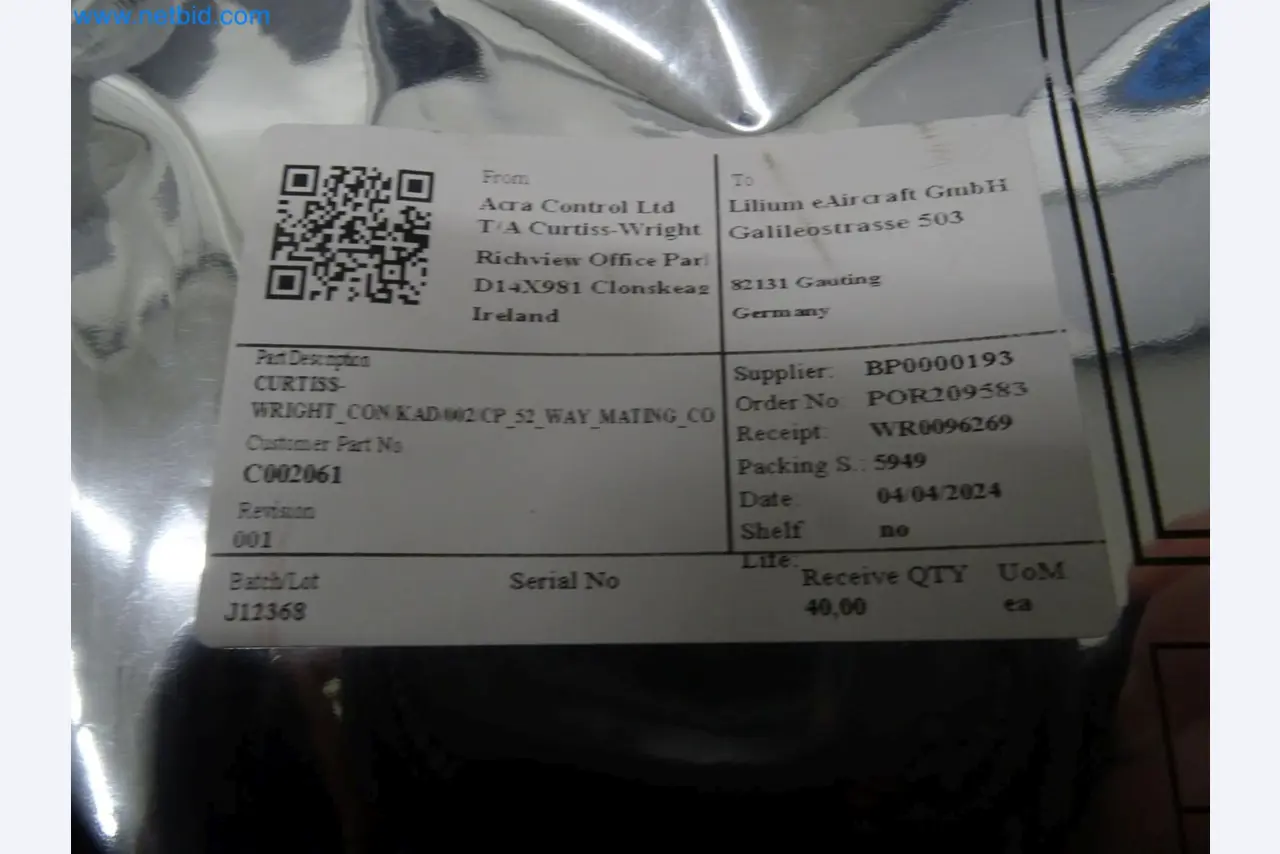 www.netbid.com
From
Acra Control Ltd
T/A Curtiss-Wright
Richview Office Par
D14X981 Clonskeag
Ireland
To
Lilium eAircraft GmbH
Galileostrasse 503
82131 Gauting
Germany
Part Description
CURTISS-
WRIGHT_CON/KAD/002/CP_52_WAY_MATING_CO
Customer Part No
C002061
Revision
001
Supplier: BP0000193
Order No POR209583
Receipt: WR0096269
Packing S.: 5949
Date: 04/04/2024
Shelf no
Life:
Batch/Lot
J12368
Serial No
Receive QTY
40,00
UoM
ea